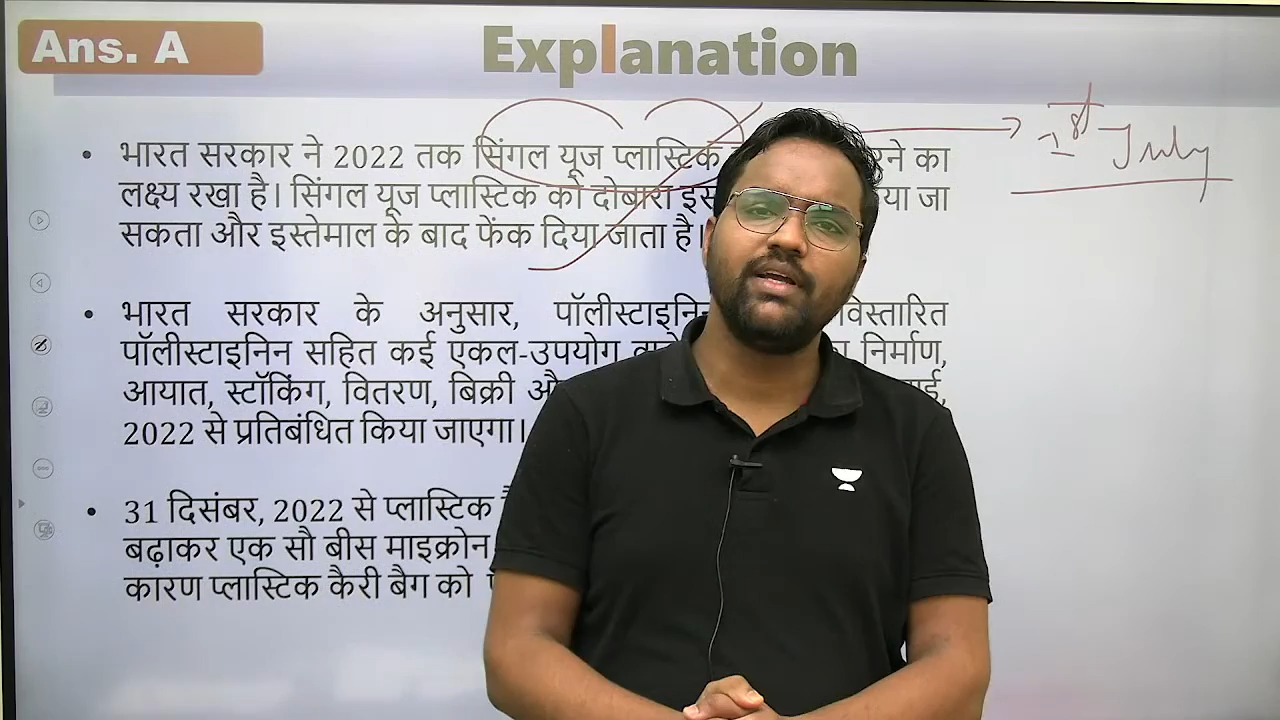 Ans. A
Explanation
भारत सरकार ने 2022 तक सिंगल यूज प्लास्टिक का
लक्ष्य रखा है। सिंगल यूज प्लास्टिक को दोबारा जा
सकता और इस्तेमाल के बाद फेंक दिया जाता है।
1st July
भारत सरकार के अनुसार, विस्तारित
पॉलीस्टाइनिन सहित कई एकल-उपयोग निर्माण,
आयात, स्टॉकिंग, वितरण, बिक्री
2022 से प्रतिबंधित किया जाएगा।
31 दिसंबर, 2022 से प्लास्टिक
बढ़ाकर एक सौ बीस माइक्रोन
कारण प्लास्टिक कैरी बैग को